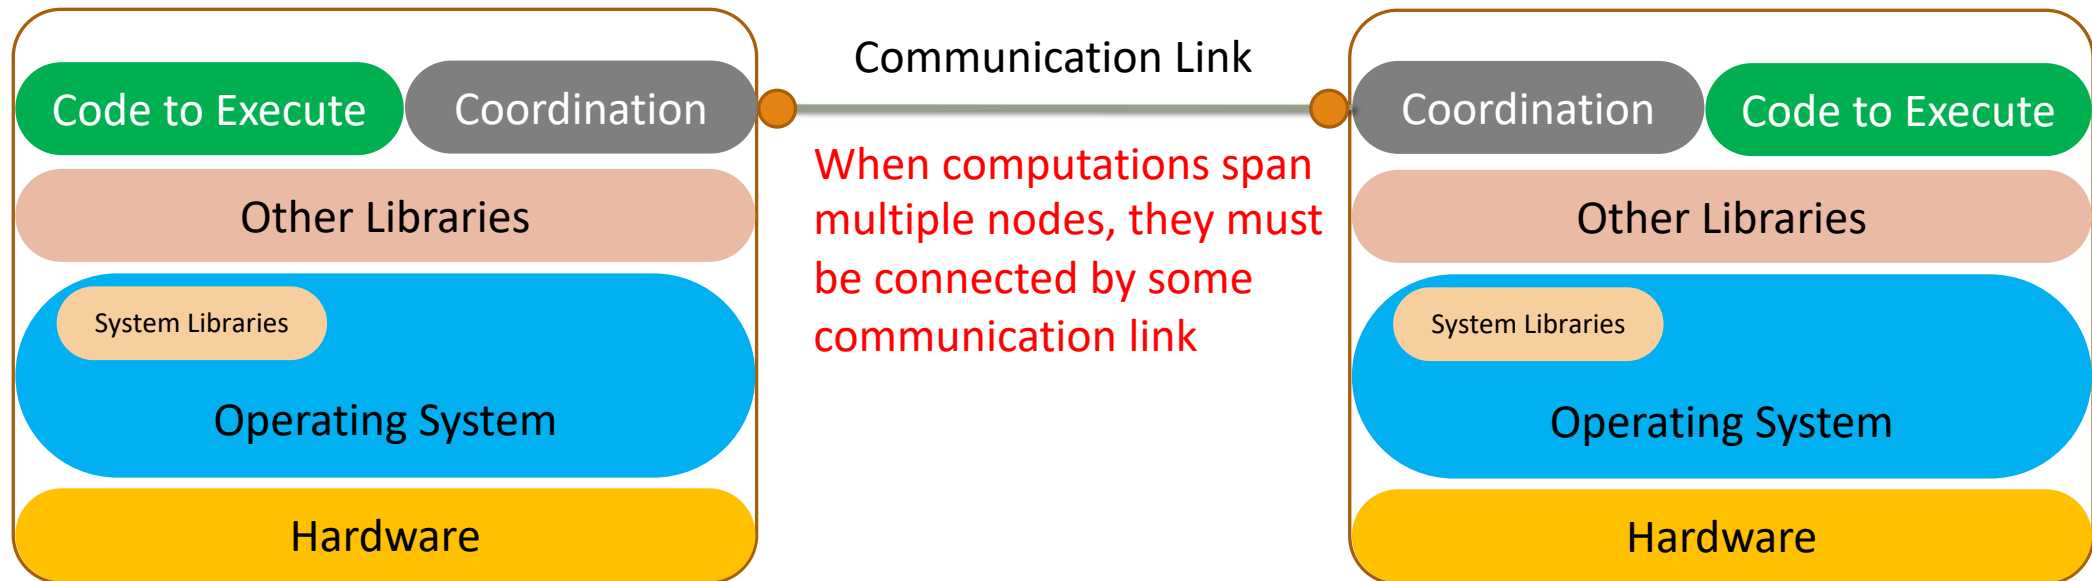 Code to Execute
Coordination
Other Libraries
System Libraries
Operating System
Hardware
Communication Link
When computations span
multiple nodes, they must
be connected by some
communication link
Coordination
Code to Execute
Other Libraries
System Libraries
Operating System
Hardware